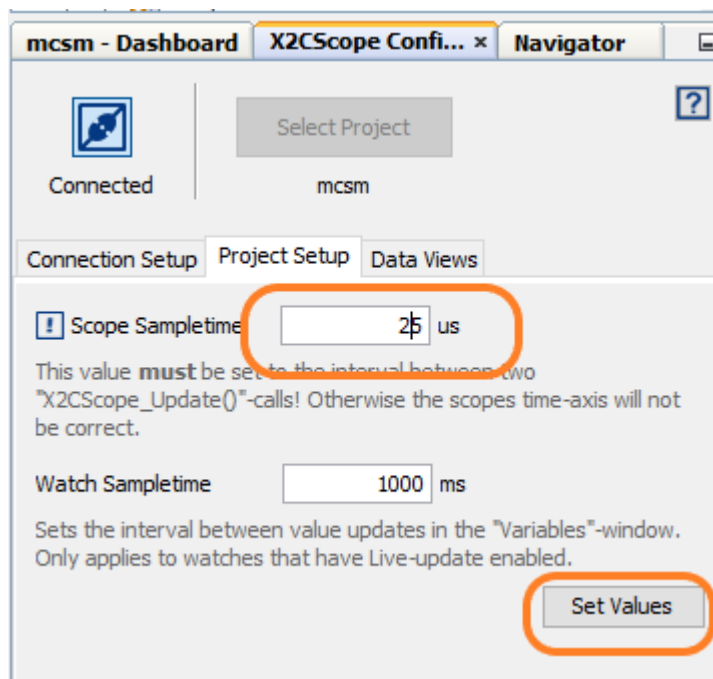 mcsm - Dashboard X2CScope Confi... × Navigator
Select Project
Connected mcsm
Connection Setup Project Setup Data Views
! Scope Sampletime 25 us
This value must be set to the interval between two
"X2CScope_Update()"-calls! Otherwise the scopes time-axis will not
be correct.
Watch Sampletime 1000 ms
Sets the interval between value updates in the "Variables"-window.
Only applies to watches that have Live-update enabled.
Set Values